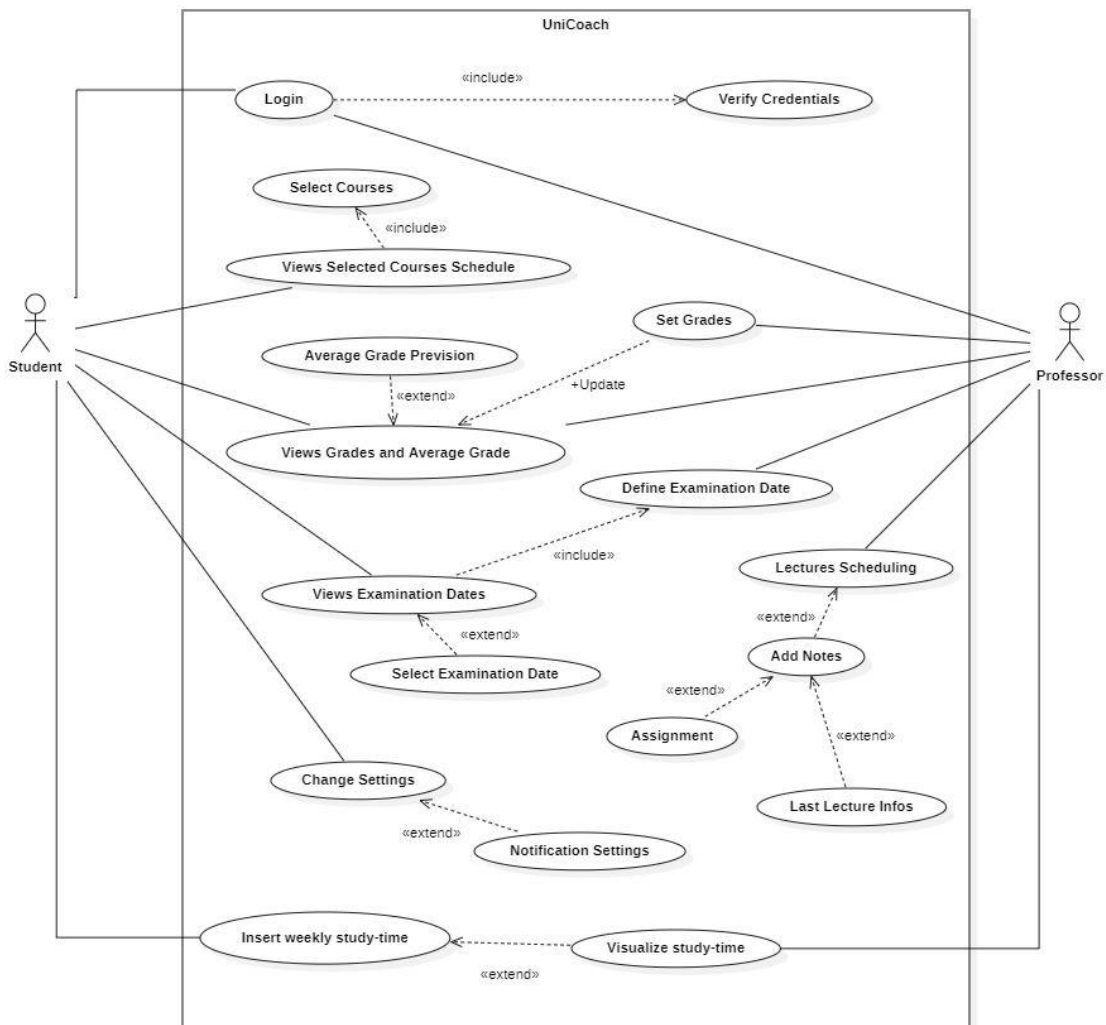 UniCoach
«include»
Login
Verify Credentials
Select Courses
«include»
Views Selected Courses Schedule
Set Grades
Student
Average Grade Prevision
Professor
+Update
«extend»
Views Grades and Average Grade
Define Examination Date
«include»
Lectures Scheduling
Views Examination Dates
«extend»
«extend»
Add Notes
Select Examination Date
«extend»
Assignment
«extend»
Change Settings
Last Lecture Infos
«extend»
Notification Settings
Insert weekly study-time
Visualize study-time
«extend»